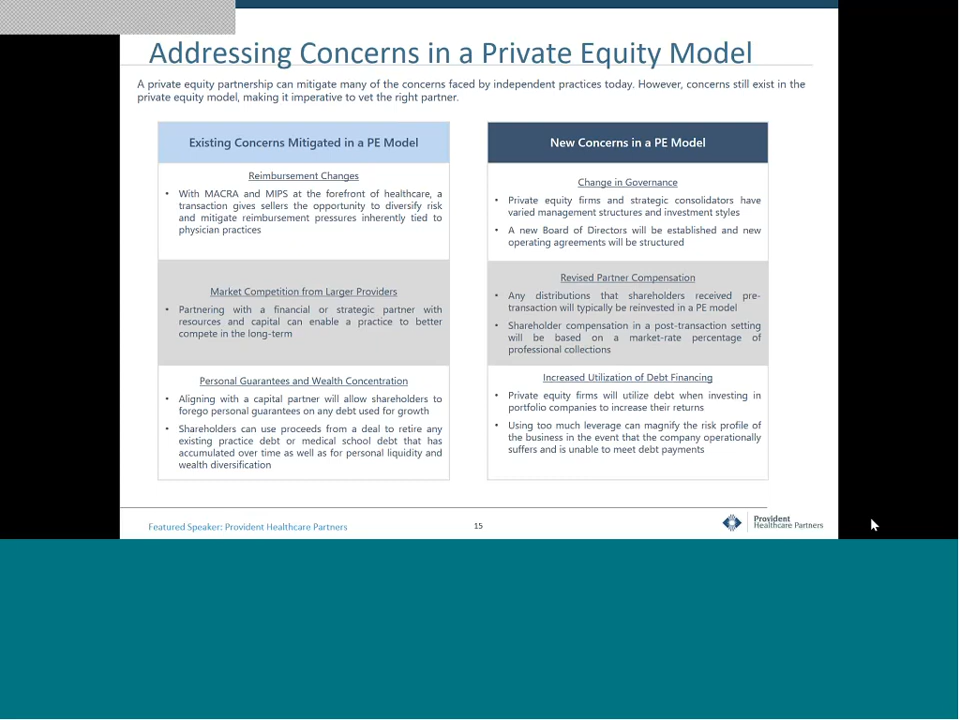 Addressing Concerns in a Private Equity Model
A private equity partnership can mitigate many of the concerns faced by independent practices today. However, concerns still exist in the
private equity model, making it imperative to vet the right partner.
Existing Concerns Mitigated in a PE Model
Reimbursement Changes
• With MACRA and MIPS at the forefront of healthcare, a
transaction gives sellers the opportunity to diversify risk
and mitigate reimbursement pressures inherently tied to
physician practices
Market Competition from Larger Providers
• Partnering with a financial or strategic partner with
resources and capital can enable a practice to better
compete in the long-term
Personal Guarantees and Wealth Concentration
• Aligning with a capital partner will allow shareholders to
forego personal guarantees on any debt used for growth
• Shareholders can use proceeds from a deal to retire any
existing practice debt or medical school debt that has
accumulated over time as well as for personal liquidity and
wealth diversification
New Concerns in a PE Model
Change in Governance
• Private equity firms and strategic consolidators have
varied management structures and investment styles
• A new Board of Directors will be established and new
operating agreements will be structured
Revised Partner Compensation
• Any distributions that shareholders received pre-
transaction will typically be reinvested in a PE model
• Shareholder compensation in a post-transaction setting
will be based on a market-rate percentage of
professional collections
Increased Utilization of Debt Financing
• Private equity firms will utilize debt when investing in
portfolio companies to increase their returns
• Using too much leverage can magnify the risk profile of
the business in the event that the company operationally
suffers and is unable to meet debt payments
Featured Speaker: Provident Healthcare Partners
15
Provident
Healthcare Partners